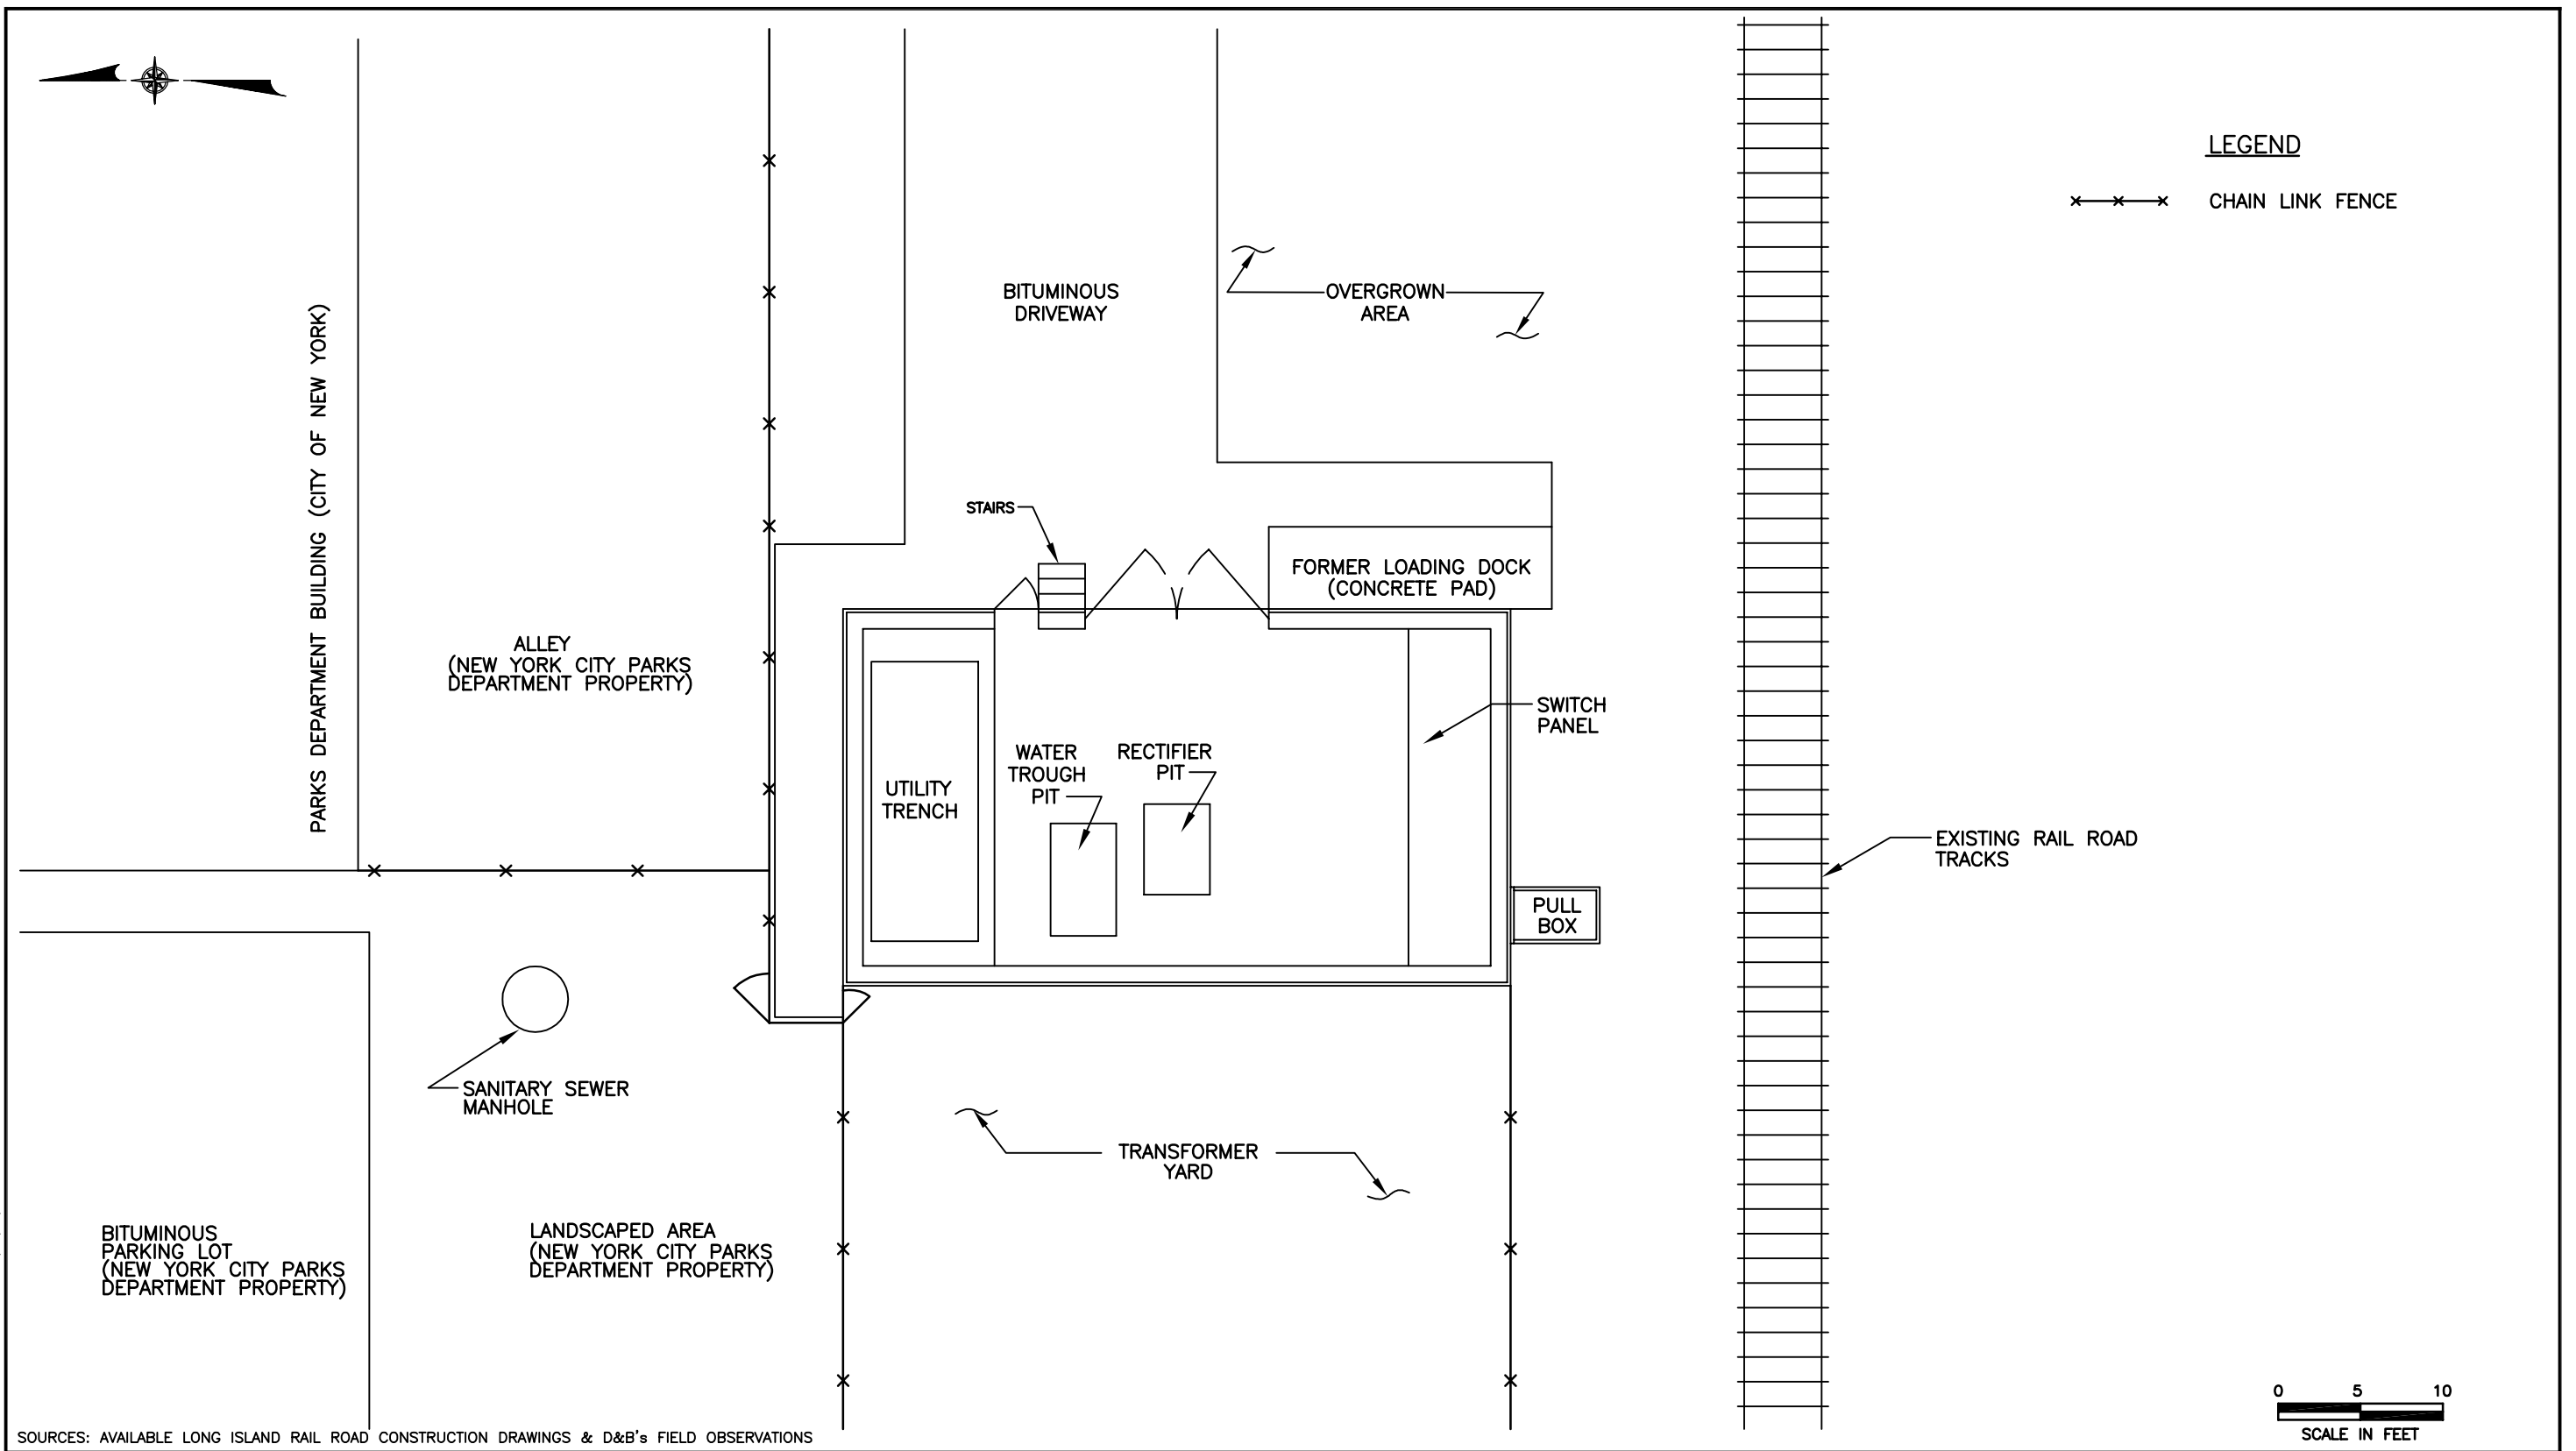 LEGEND
CHAIN LINK FENCE
PARKS DEPARTMENT BUILDING (CITY OF NEW YORK)
BITUMINOUS
DRIVEWAY
OVERGROWN
AREA
STAIRS
FORMER LOADING DOCK
(CONCRETE PAD)
ALLEY
(NEW YORK CITY PARKS
DEPARTMENT PROPERTY)
SWITCH
PANEL
WATER
TROUGH
PIT
RECTIFIER
PIT
UTILITY
TRENCH
EXISTING RAIL ROAD
TRACKS
PULL
BOX
SANITARY SEWER
MANHOLE
TRANSFORMER
YARD
BITUMINOUS
PARKING LOT
(NEW YORK CITY PARKS
DEPARTMENT PROPERTY)
LANDSCAPED AREA
(NEW YORK CITY PARKS
DEPARTMENT PROPERTY)
0 5 10
SCALE IN FEET
SOURCES: AVAILABLE LONG ISLAND RAIL ROAD CONSTRUCTION DRAWINGS & D&B's FIELD OBSERVATIONS